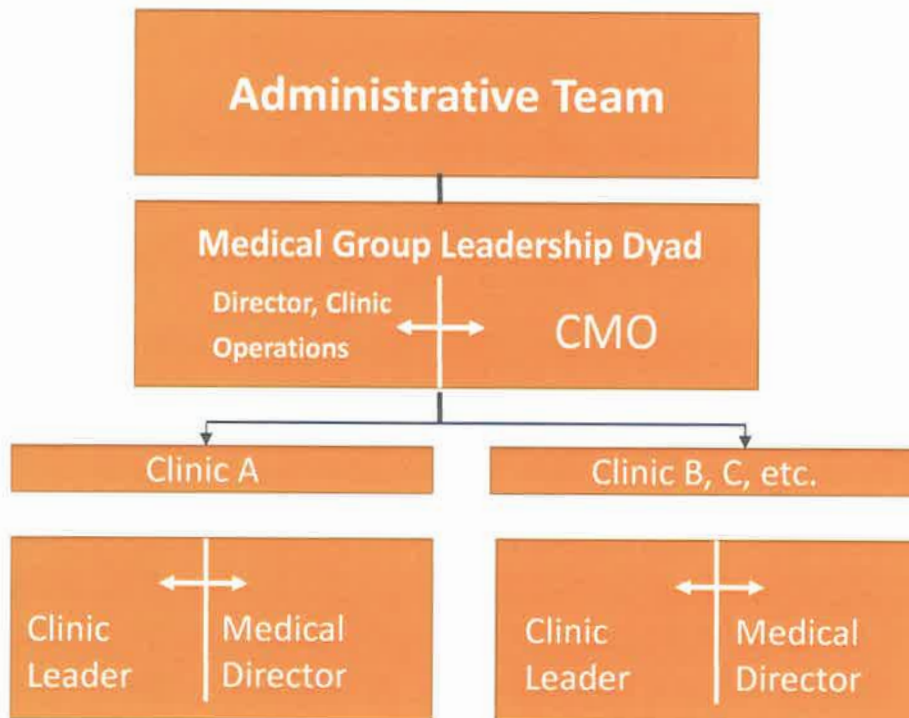 Administrative Team
Medical Group Leadership Dyad
Director, Clinic
Operations
CMO
Clinic A
Clinic B, C, etc.
Clinic
Leader
Medical
Director
Clinic
Leader
Medical
Director